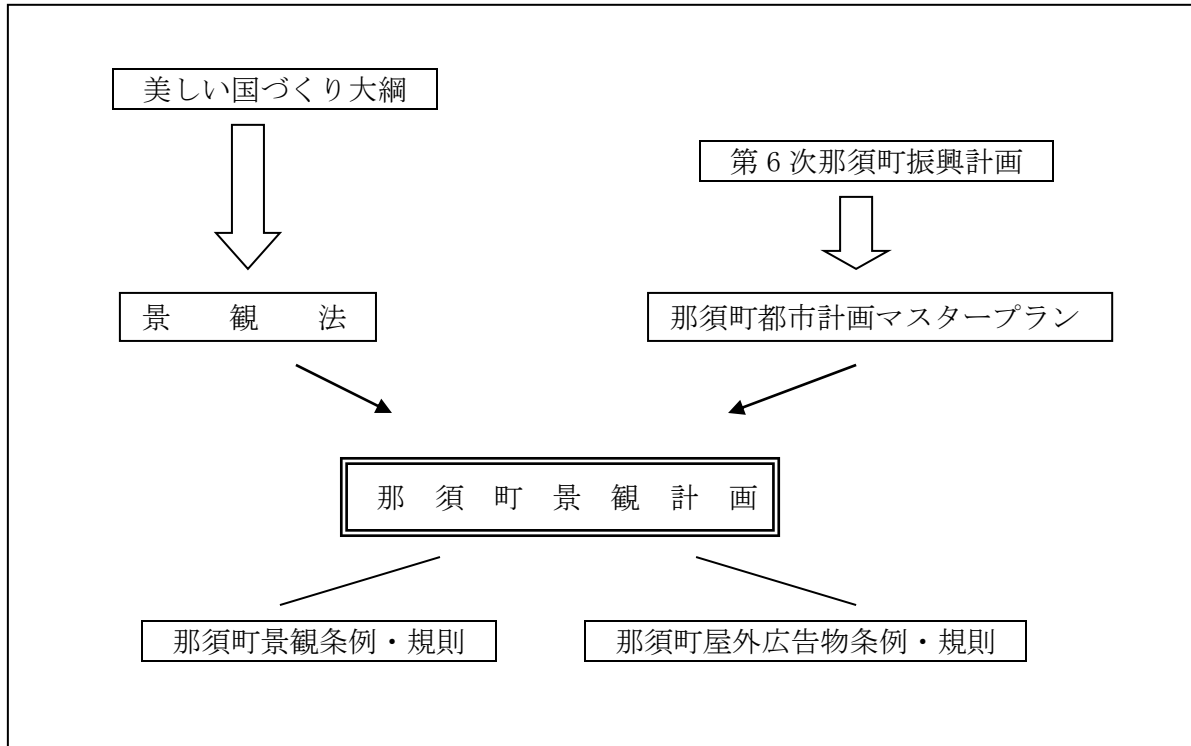 美しい国づくり大綱
第6次那須町振興計画
景　観　法
那須町都市計画マスタープラン
那　須　町　景　観　計　画
那須町景観条例・規則
那須町屋外広告物条例・規則